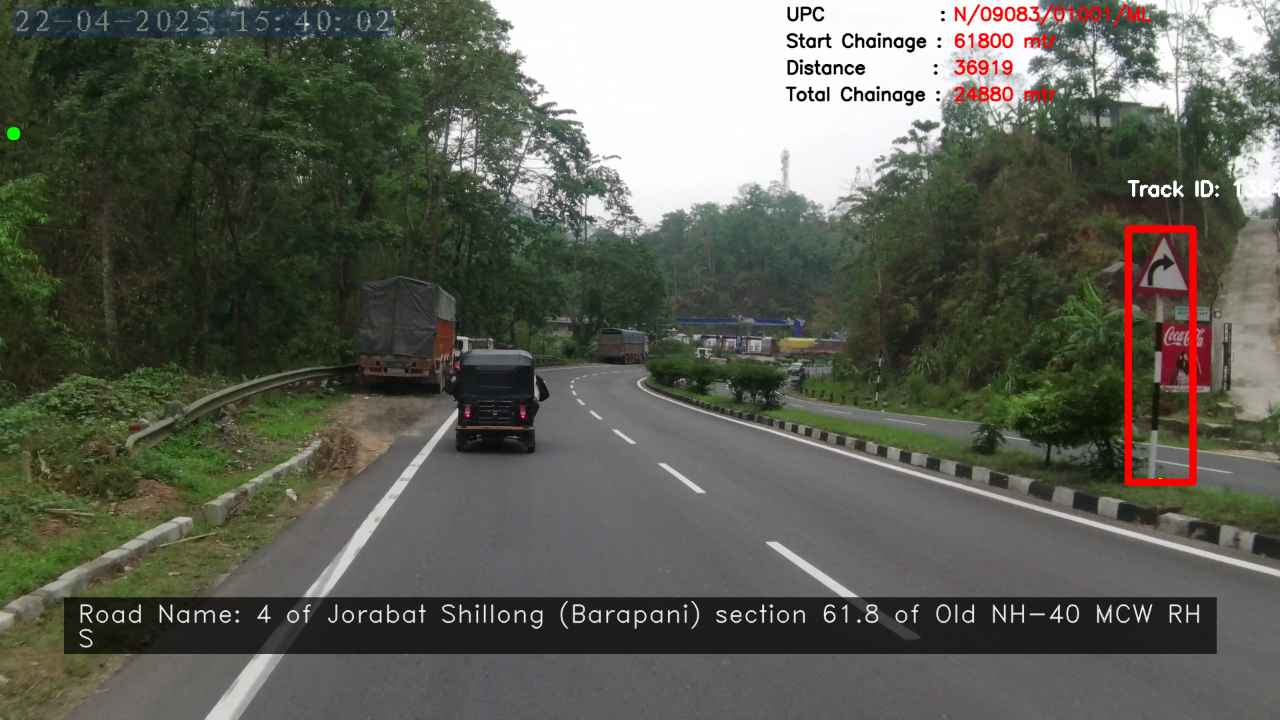 22-04-2025 15:40:02
UPC : N/09083/01001/ML
Start Chainage : 61800 mtr
Distance : 36919
Total Chainage : 24880 mtr
Track ID: 138
Coca-Cola
Road Name: 4 of Jorabat Shillong (Barapani) section 61.8 of Old NH-40 MCW RH
S